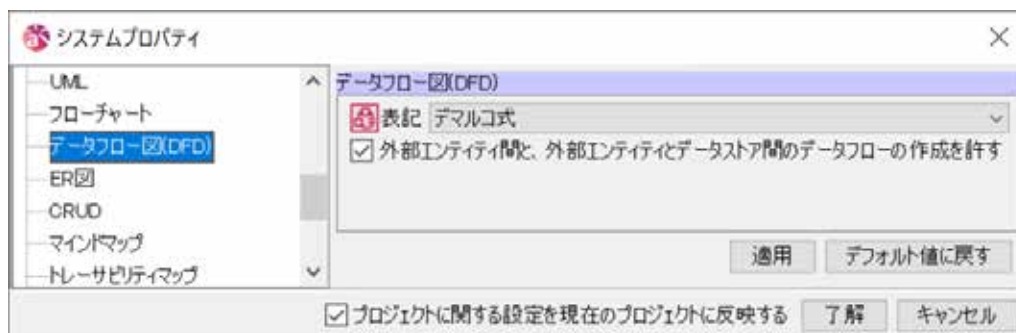 システムプロパティ
UML
フローチャート
データフロー図(DFD)
ER図
CRUD
マインドマップ
トレーサビリティマップ
データフロー図(DFD)
表記 デマルコ式
外部エンティティ間と、外部エンティティとデータストア間のデータフローの作成を許す
適用 デフォルト値に戻す
プロジェクトに関する設定を現在のプロジェクトに反映する 了解 キャンセル